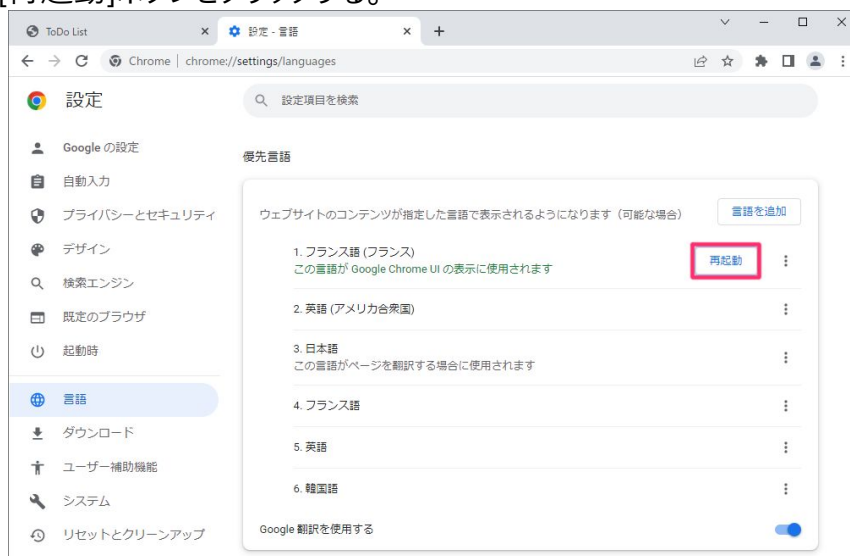 [再起動]ボタンをクリックする。
ToDo List
設定 - 言語
Chrome | chrome://settings/languages
設定
設定項目を検索
Google の設定
自動入力
プライバシーとセキュリティ
デザイン
検索エンジン
既定のブラウザ
起動時
言語
ダウンロード
ユーザー補助機能
システム
リセットとクリーンアップ
優先言語
ウェブサイトのコンテンツが指定した言語で表示されるようになります（可能な場合）
言語を追加
1. フランス語 (フランス)
この言語が Google Chrome UI の表示に使用されます
再起動
2. 英語 (アメリカ合衆国)
3. 日本語
この言語がページを翻訳する場合に使用されます
4. フランス語
5. 英語
6. 韓国語
Google 翻訳を使用する